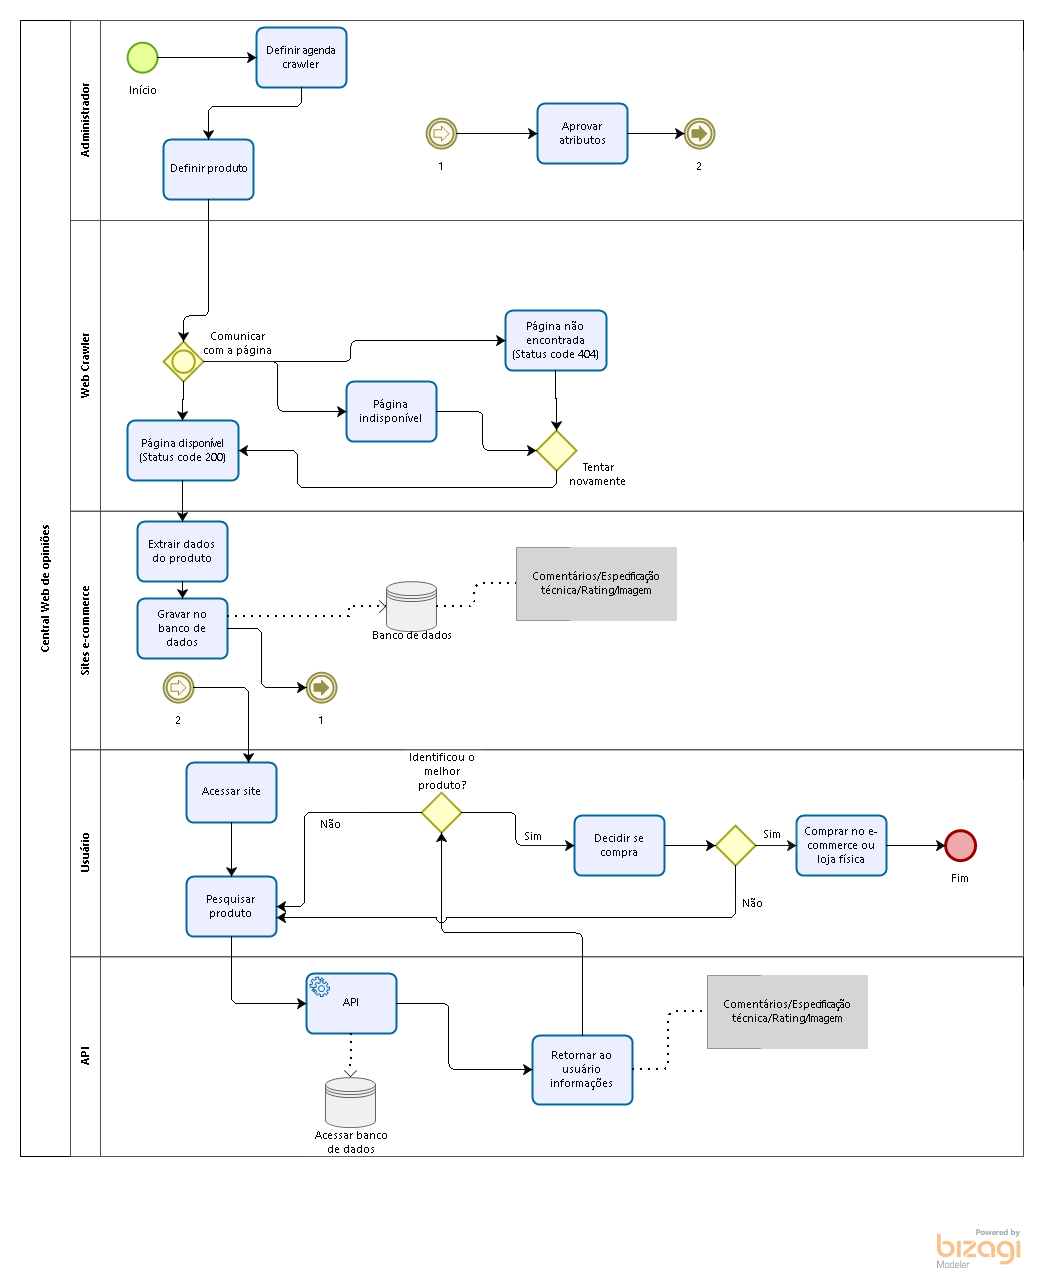 Central Web de opiniões
Administrador
Início
Definir agenda
crawler
Definir produto
1
Aprovar
atributos
2
Web Crawler
Comunicar
com a página
Página não
encontrada
(Status code 404)
Página
indisponível
Página disponível
(Status code 200)
Tentar
novamente
Sites e-commerce
Extrair dados
do produto
Gravar no
banco de
dados
Banco de dados
Comentários/Especificação
técnica/Rating/Imagem
2
1
Usuário
Acessar site
Identificou o
melhor
produto?
Não
Sim
Decidir se
compra
Sim
Comprar no e-
commerce ou
loja física
Fim
Pesquisar
produto
Não
API
API
Acessar banco
de dados
Retornar ao
usuário
informações
Comentários/Especificação
técnica/Rating/Imagem
Powered by
bizagi
Modeler